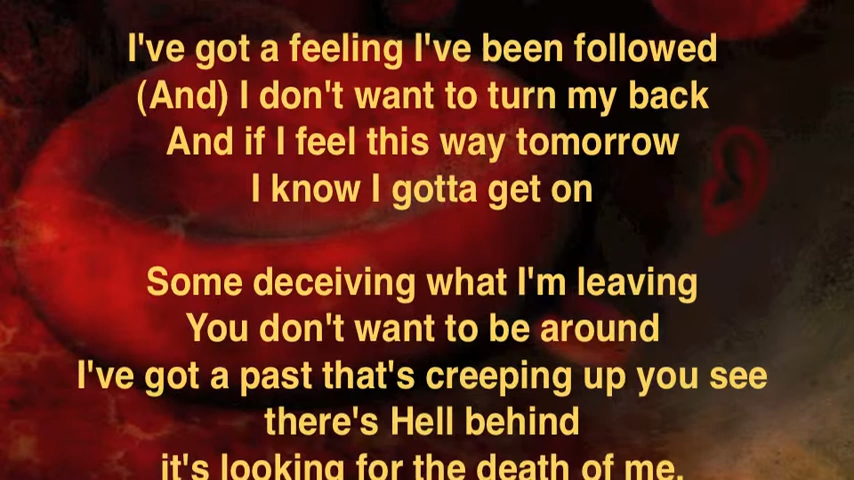 I've got a feeling I've been followed
(And) I don't want to turn my back
And if I feel this way tomorrow
I know I gotta get on
Some deceiving what I'm leaving
You don't want to be around
I've got a past that's creeping up you see
there's Hell behind
it's looking for the death of me.